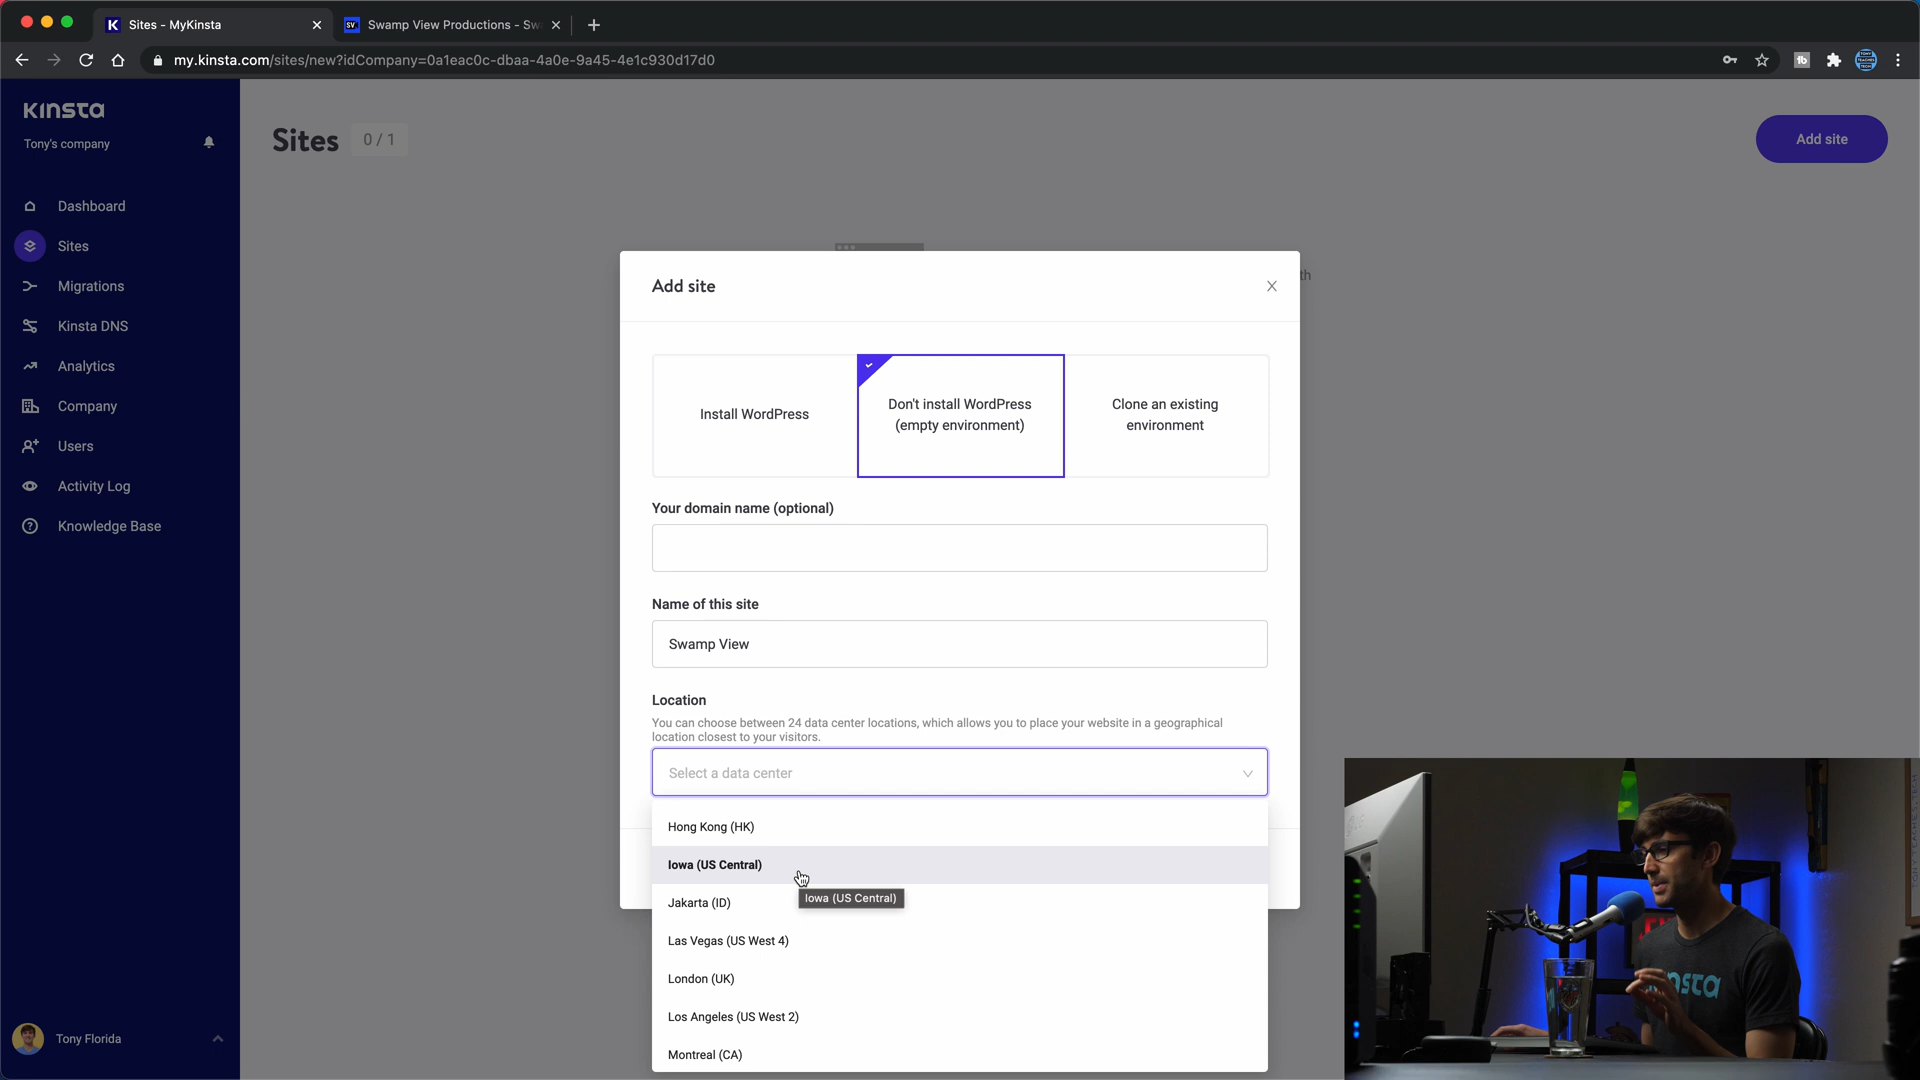 Sites - MyKinsta
SV
Swamp View Productions - Sw
my.kinsta.com/sites/new?idCompany=0a1eac0c-dbaa-4a0e-9a45-4e1c930d17d0
KINSTA
Tony's company
Dashboard
Sites
Migrations
Kinsta DNS
Analytics
Company
Users
Activity Log
Knowledge Base
Tony Florida
Sites
0 / 1
Add site
th
Add site
Install WordPress
Don't install WordPress
(empty environment)
Clone an existing
environment
Your domain name (optional)
Name of this site
Swamp View
Location
You can choose between 24 data center locations, which allows you to place your website in a geographical
location closest to your visitors.
Select a data center
Hong Kong (HK)
Iowa (US Central)
Iowa (US Central)
Jakarta (ID)
Las Vegas (US West 4)
London (UK)
Los Angeles (US West 2)
Montreal (CA)